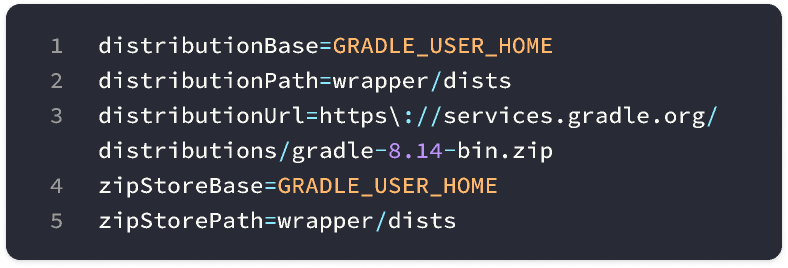 1 distributionBase=GRADLE_USER_HOME
2 distributionPath=wrapper/dists
3 distributionUrl=https\://services.gradle.org/
distributions/gradle-8.14-bin.zip
4 zipStoreBase=GRADLE_USER_HOME
5 zipStorePath=wrapper/dists